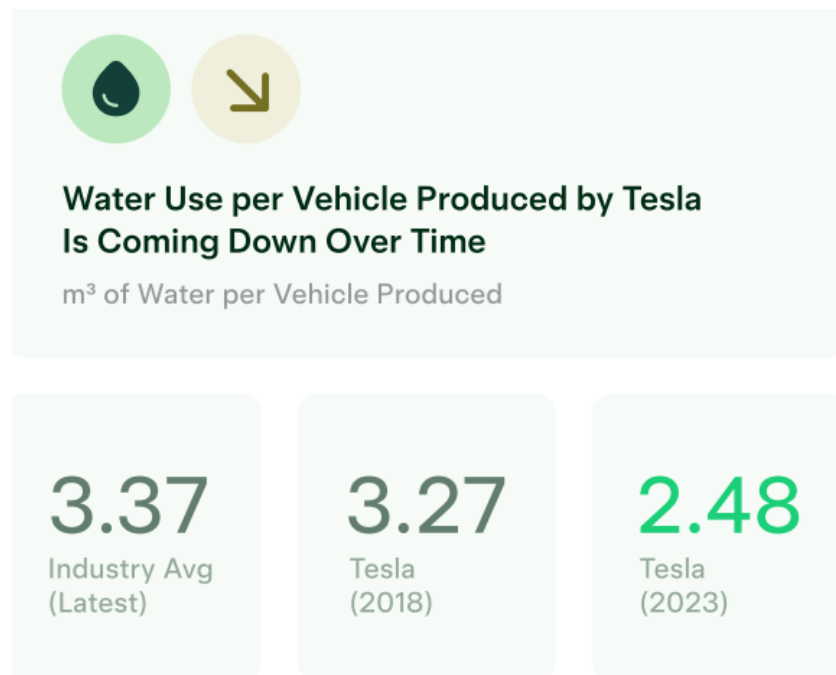 Water Use per Vehicle Produced by Tesla
Is Coming Down Over Time
m³ of Water per Vehicle Produced
3.37
Industry Avg
(Latest)
3.27
Tesla
(2018)
2.48
Tesla
(2023)